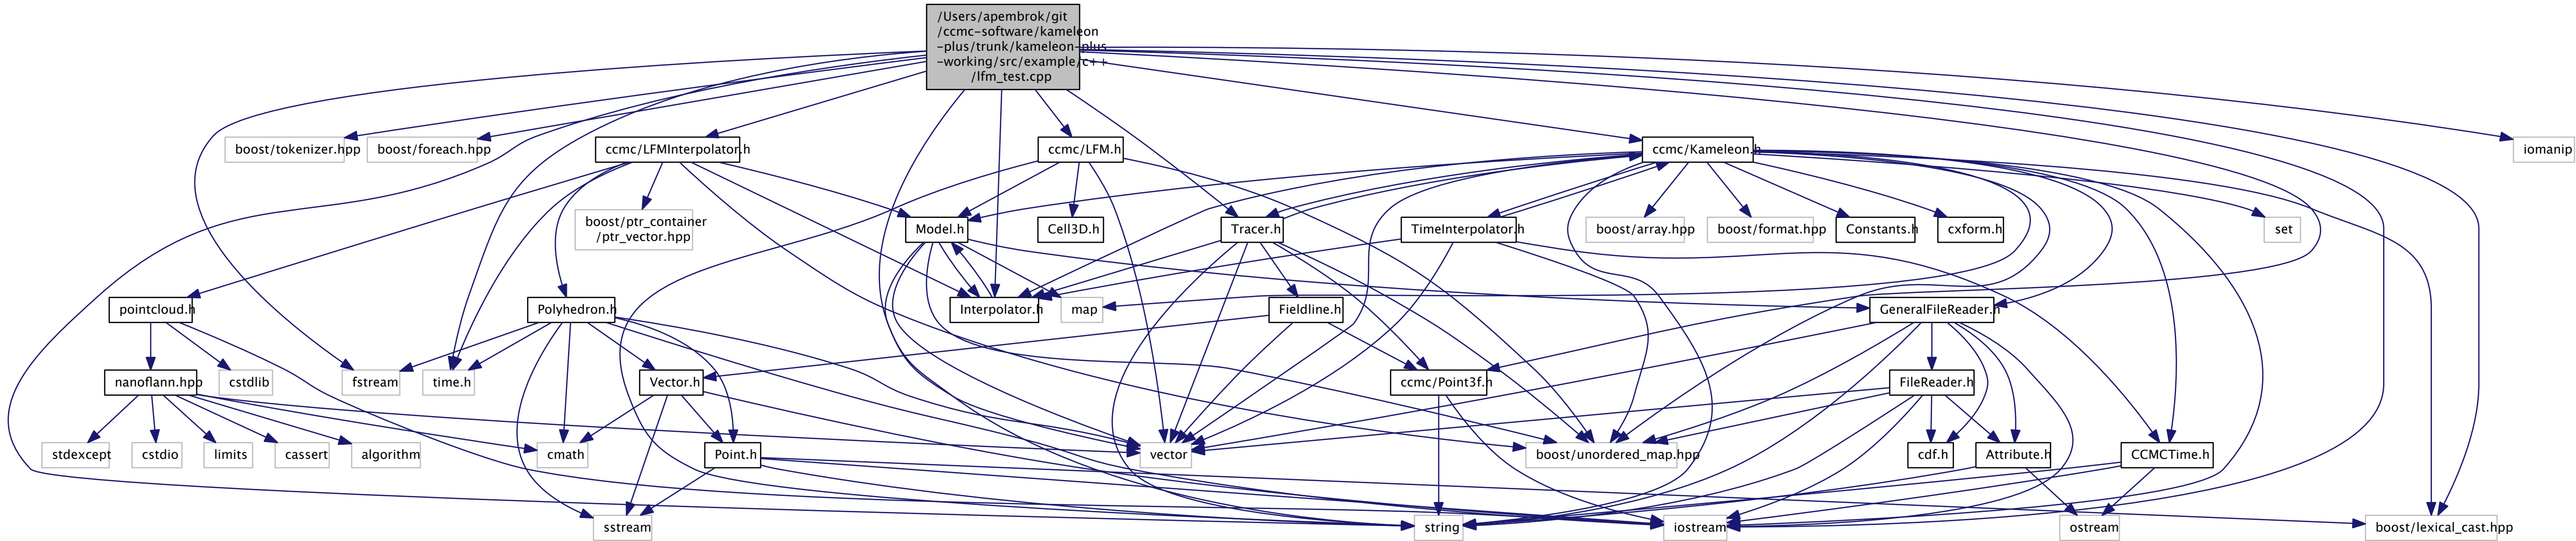 /Users/apembrok/git
/ccmc-software/kameleon
-plus/trunk/kameleon-plus
-working/src/example/c++
/lfm_test.cpp
boost/tokenizer.hpp
boost/foreach.hpp
ccmc/LFMInterpolator.h
ccmc/LFM.h
ccmc/Kameleon.h
iomanip
boost/ptr_container
/ptr_vector.hpp
Model.h
Cell3D.h
Tracer.h
TimeInterpolator.h
boost/array.hpp
boost/format.hpp
Constants.h
cxform.h
set
pointcloud.h
Polyhedron.h
Interpolator.h
map
Fieldline.h
GeneralFileReader.h
nanoflann.hpp
cstdlib
fstream
time.h
Vector.h
ccmc/Point3f.h
FileReader.h
stdexcept
cstdio
limits
cassert
algorithm
cmath
Point.h
vector
boost/unordered_map.hpp
cdf.h
Attribute.h
CCMCTime.h
sstream
string
iostream
ostream
boost/lexical_cast.hpp